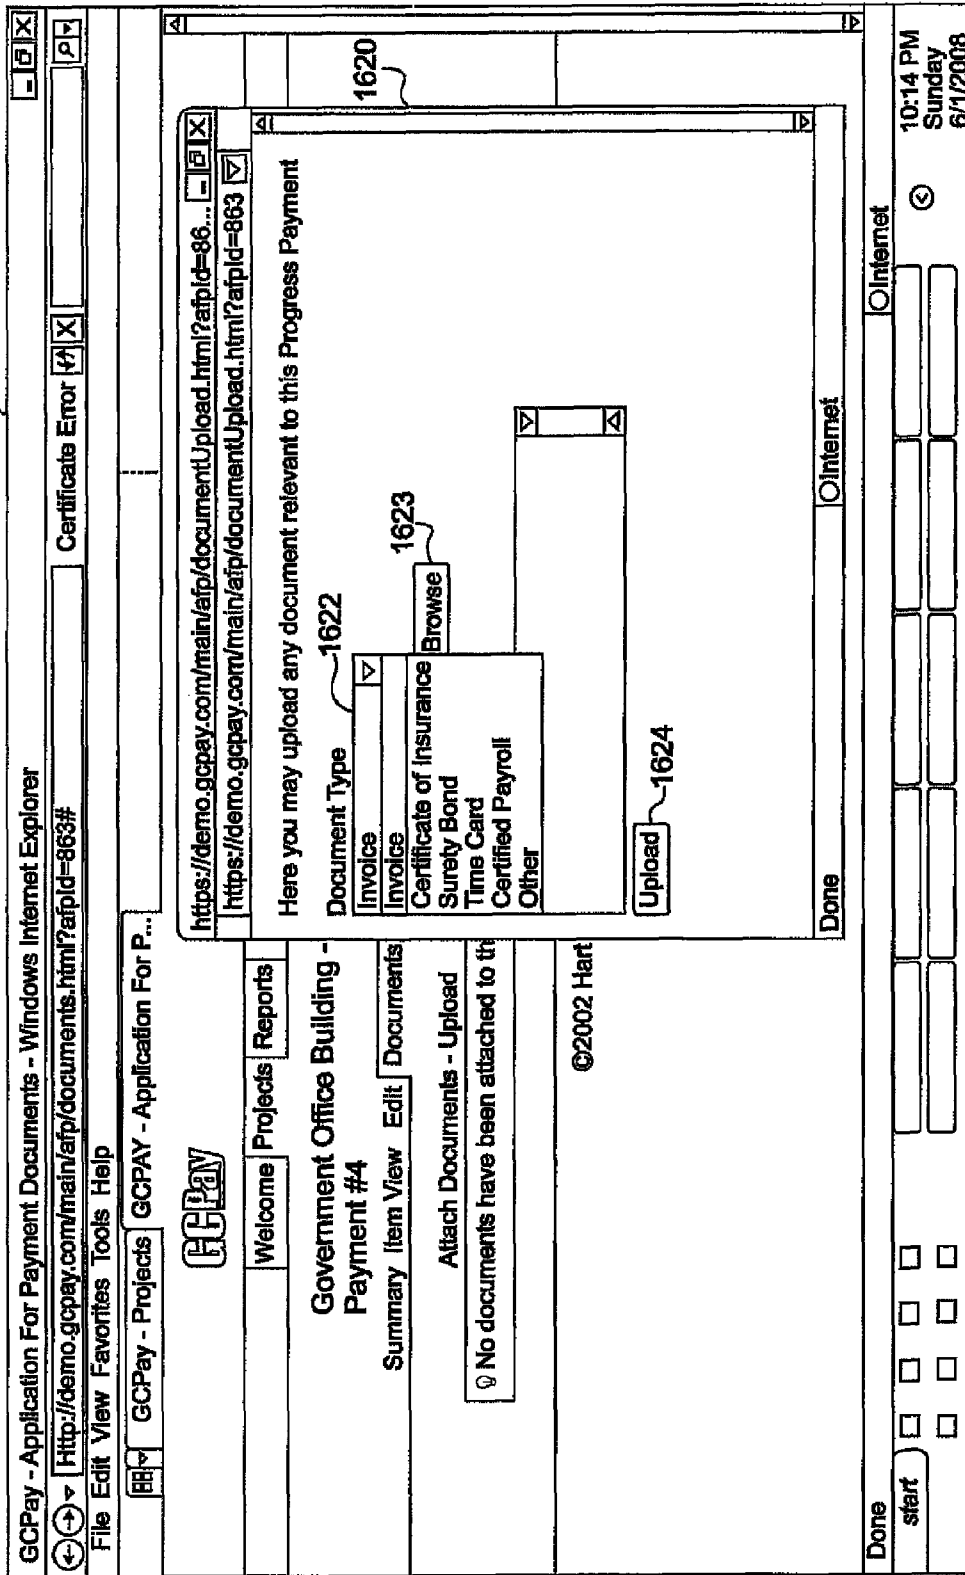 GCPay - Application For Payment Documents - Windows Internet Explorer
Http://demo.gcpay.com/main/afp/documents.html?afpId=863#
Certificate Error
File Edit View Favorites Tools Help
GCPay - Projects
GCPAY - Application For P...
GCPay
Welcome Projects Reports
Government Office Building -
Payment #4
Summary Item View Edit Documents
Attach Documents - Upload
No documents have been attached to th
©2002 Hart
https://demo.gcpay.com/main/afp/documentUpload.html?afpId=86...
https://demo.gcpay.com/main/afp/documentUpload.html?afpId=863
1620
Here you may upload any document relevant to this Progress Payment
Document Type
1622
Invoice
Invoice
Certificate of Insurance
Surety Bond
Time Card
Certified Payroll
Other
Browse
1623
Upload
1624
Done
Internet
Done
Internet
start
10:14 PM
Sunday
6/1/2008